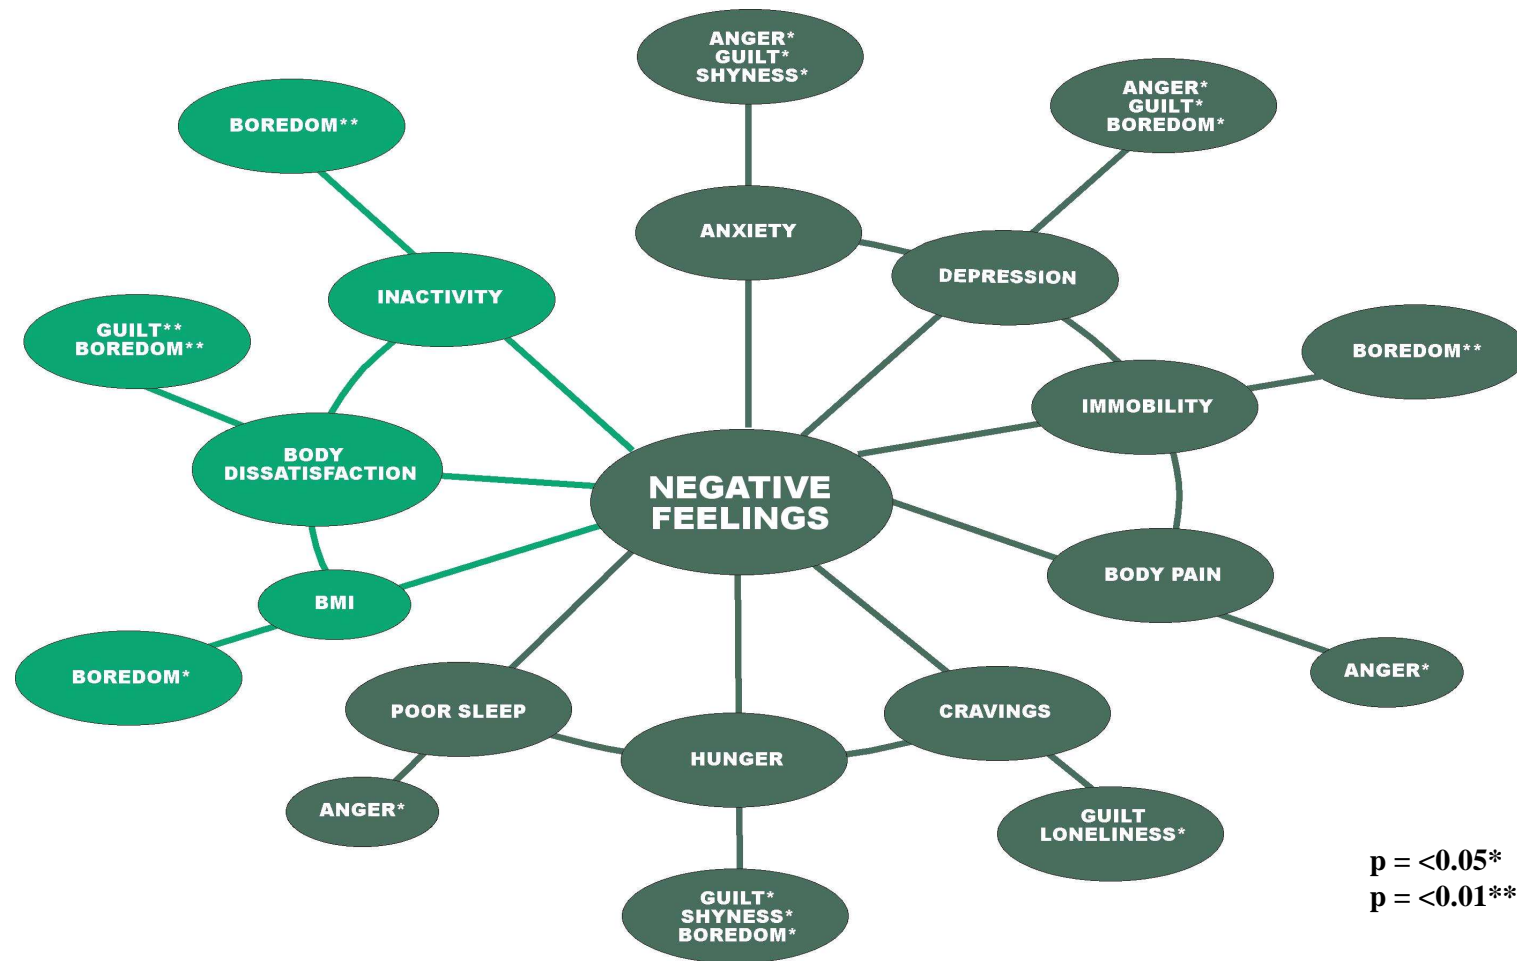 ANGER*
GUILT*
SHYNESS*
ANGER*
GUILT*
BOREDOM*
BOREDOM**
ANXIETY
DEPRESSION
INACTIVITY
GUILT**
BOREDOM**
BOREDOM**
IMMOBILITY
BODY
DISSATISFACTION
NEGATIVE
FEELINGS
BODY PAIN
BMI
BOREDOM*
ANGER*
POOR SLEEP
CRAVINGS
HUNGER
ANGER*
GUILT
LONELINESS*
GUILT*
SHYNESS*
BOREDOM*
p = <0.05*
p = <0.01**